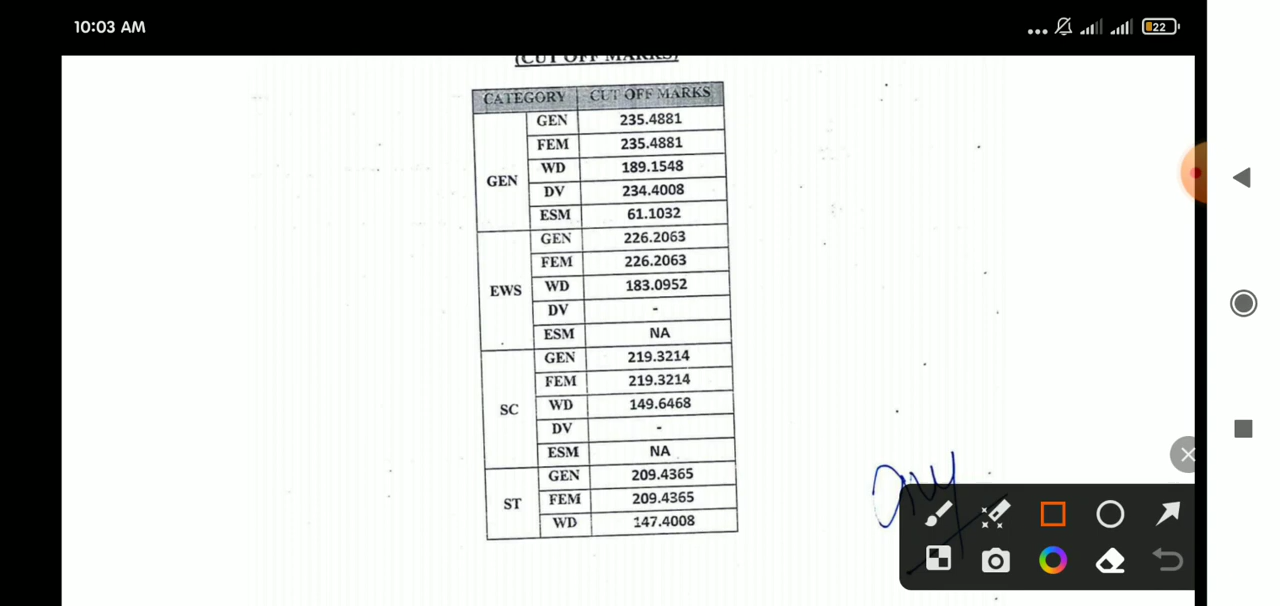 10:03 AM
22
(CUT OFF MARKS)
CATEGORY CUT OFF MARKS
GEN GEN 235.4881
FEM 235.4881
WD 189.1548
DV 234.4008
ESM 61.1032
EWS GEN 226.2063
FEM 226.2063
WD 183.0952
DV -
ESM NA
SC GEN 219.3214
FEM 219.3214
WD 149.6468
DV -
ESM NA
ST GEN 209.4365
FEM 209.4365
WD 147.4008